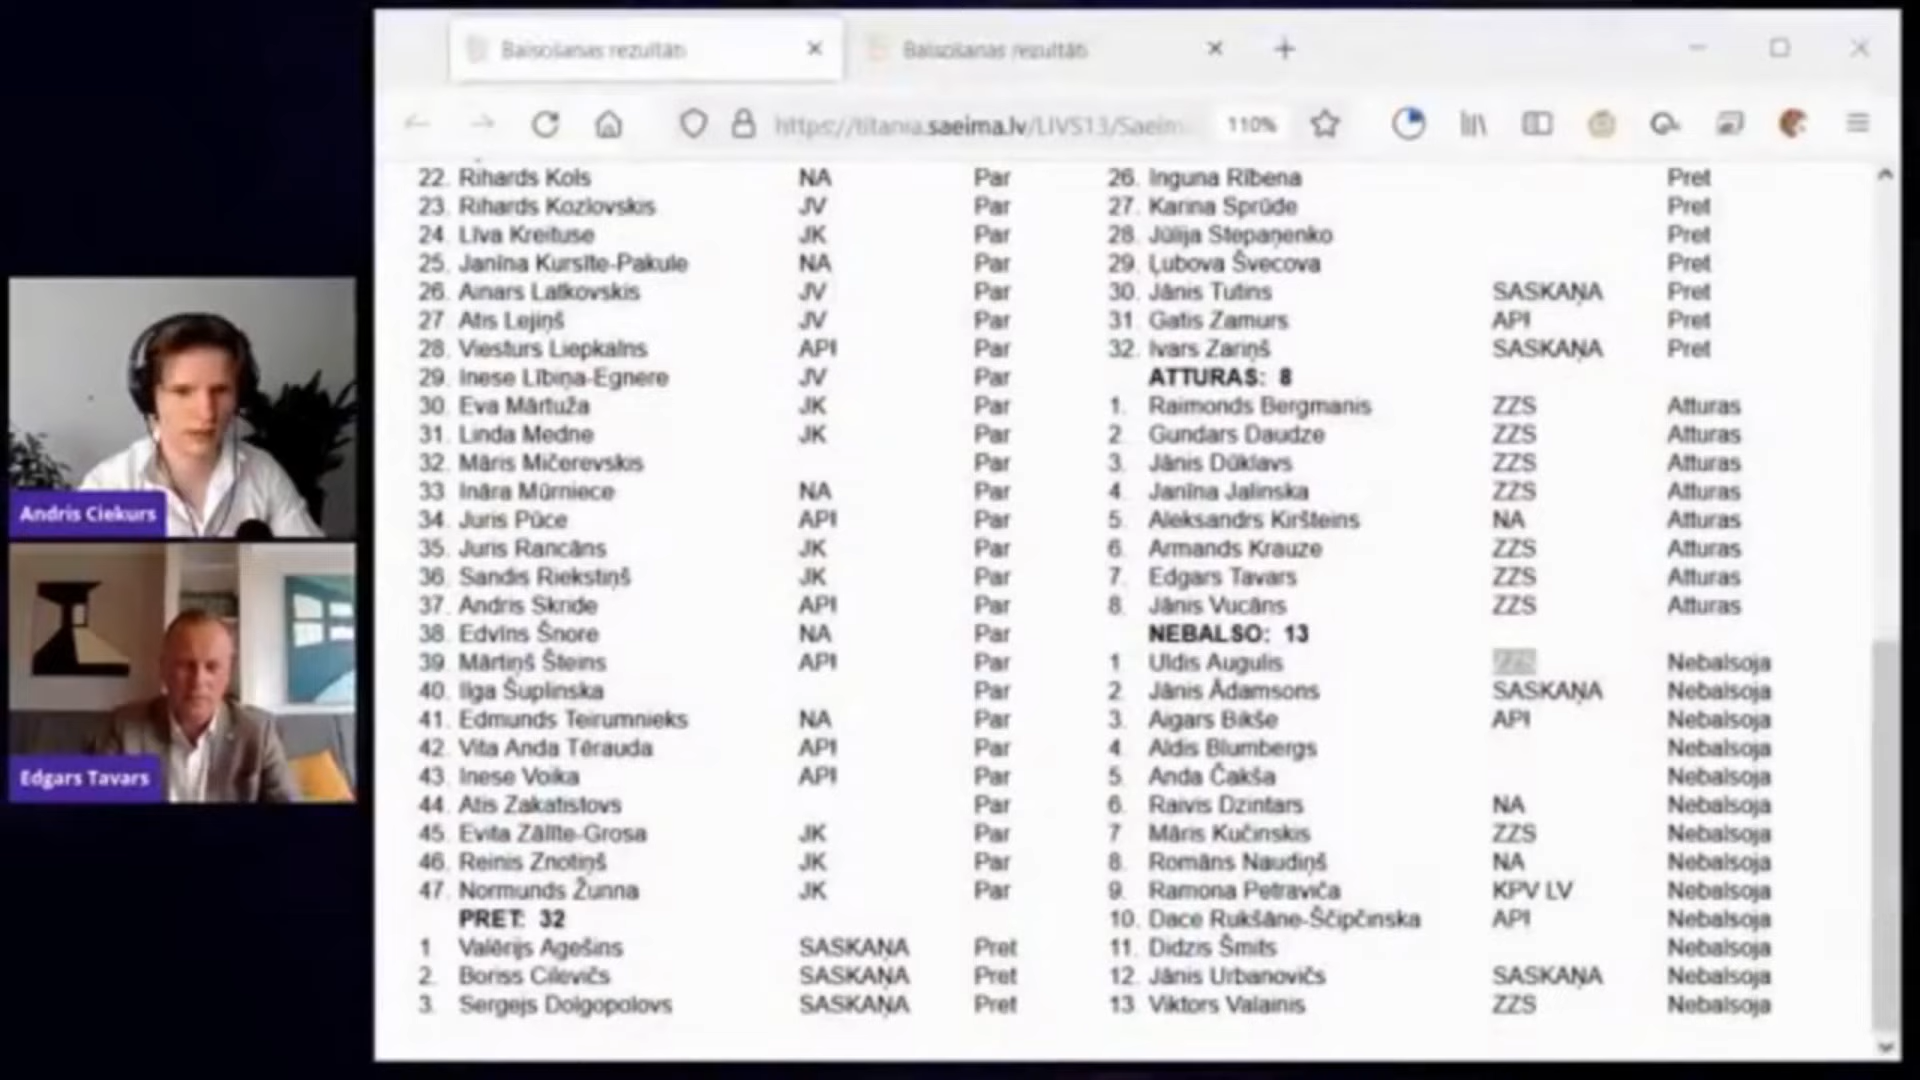 Balsošanas rezultāti
Balsošanas rezultāti
https://titania.saeima.lv/LIVS13/Saeim
110%
22. Rihards Kols NA Par
23. Rihards Kozlovskis JV Par
24. Līva Kreituse JK Par
25. Janīna Kursīte-Pakule NA Par
26. Ainars Latkovskis JV Par
27. Atis Lejiņš JV Par
28. Viesturs Liepkalns API Par
29. Inese Lībiņa-Egnere JV Par
30. Eva Mārtuža JK Par
31. Linda Medne JK Par
32. Māris Mičerevskis Par
33. Ināra Mūrniece NA Par
34. Juris Pūce API Par
35. Juris Rancāns JK Par
36. Sandis Riekstiņš JK Par
37. Andris Skride API Par
38. Edvīns Šnore NA Par
39. Mārtiņš Šteins API Par
40. Ilga Šuplinska Par
41. Edmunds Teirumnieks NA Par
42. Vita Anda Tērauda API Par
43. Inese Voika API Par
44. Atis Zakatistovs Par
45. Evita Zālīte-Grosa JK Par
46. Reinis Znotiņš JK Par
47. Normunds Žunna JK Par
PRET: 32
1. Valērijs Agešins SASKAŅA Pret
2. Boriss Cilevičs SASKAŅA Pret
3. Sergejs Dolgopolovs SASKAŅA Pret
26. Inguna Rībena Pret
27. Karina Sprūde Pret
28. Jūlija Stepaņenko Pret
29. Ļubova Švecova Pret
30. Jānis Tutins SASKAŅA Pret
31. Gatis Zamurs API Pret
32. Ivars Zariņš SASKAŅA Pret
ATTURAS: 8
1. Raimonds Bergmanis ZZS Atturas
2. Gundars Daudze ZZS Atturas
3. Jānis Dūklavs ZZS Atturas
4. Janīna Jalinska ZZS Atturas
5. Aleksandrs Kiršteins NA Atturas
6. Armands Krauze ZZS Atturas
7. Edgars Tavars ZZS Atturas
8. Jānis Vucāns ZZS Atturas
NEBALSO: 13
1. Uldis Augulis ZZS Nebalsoja
2. Jānis Ādamsons SASKAŅA Nebalsoja
3. Aigars Bikše API Nebalsoja
4. Aldis Blumbergs Nebalsoja
5. Anda Čakša Nebalsoja
6. Raivis Dzintars NA Nebalsoja
7. Māris Kučinskis ZZS Nebalsoja
8. Romāns Naudiņš NA Nebalsoja
9. Ramona Petraviča KPV LV Nebalsoja
10. Dace Rukšāne-Ščipčinska API Nebalsoja
11. Didzis Šmits Nebalsoja
12. Jānis Urbanovičs SASKAŅA Nebalsoja
13. Viktors Valainis ZZS Nebalsoja
Andris Ciekurs
Edgars Tavars